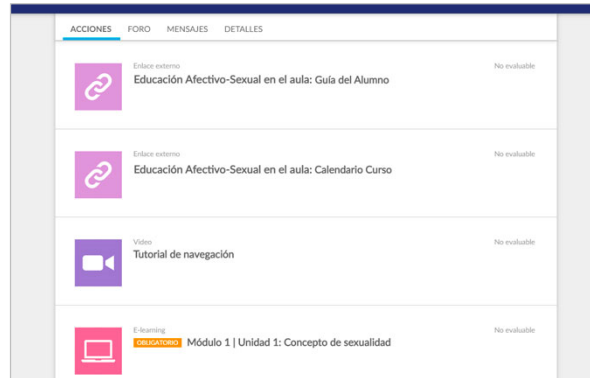 ACCIONES FORO MENSAJES DETALLES
Enlace externo No evaluable
Educación Afectivo-Sexual en el aula: Guía del Alumno
Enlace externo No evaluable
Educación Afectivo-Sexual en el aula: Calendario Curso
Video No evaluable
Tutorial de navegación
E-learning No evaluable
OBLIGATORIO Módulo 1 | Unidad 1: Concepto de sexualidad